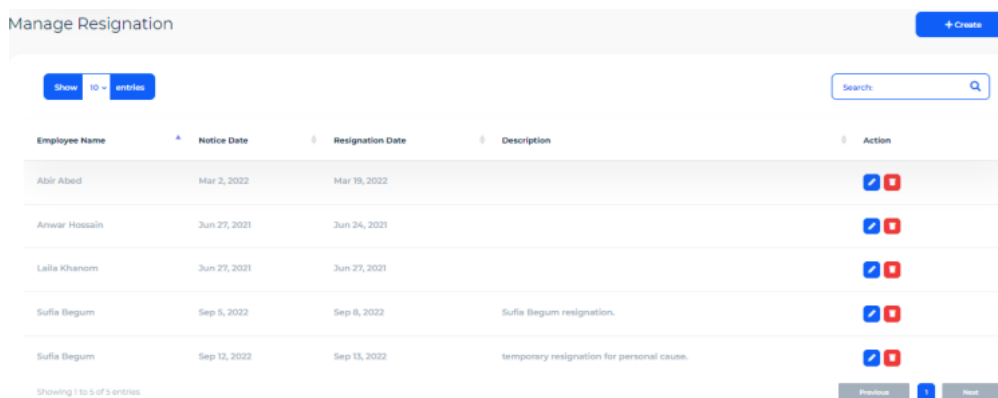 Manage Resignation
+ Create
Show 10 entries
Search:
Employee Name Notice Date Resignation Date Description Action
Abir Abed Mar 2, 2022 Mar 19, 2022
Anwar Hossain Jun 27, 2021 Jun 24, 2021
Laila Khanom Jun 27, 2021 Jun 27, 2021
Sufia Begum Sep 5, 2022 Sep 8, 2022 Sufia Begum resignation.
Sufia Begum Sep 12, 2022 Sep 13, 2022 temporary resignation for personal cause.
Showing 1 to 5 of 5 entries
Previous 1 Next